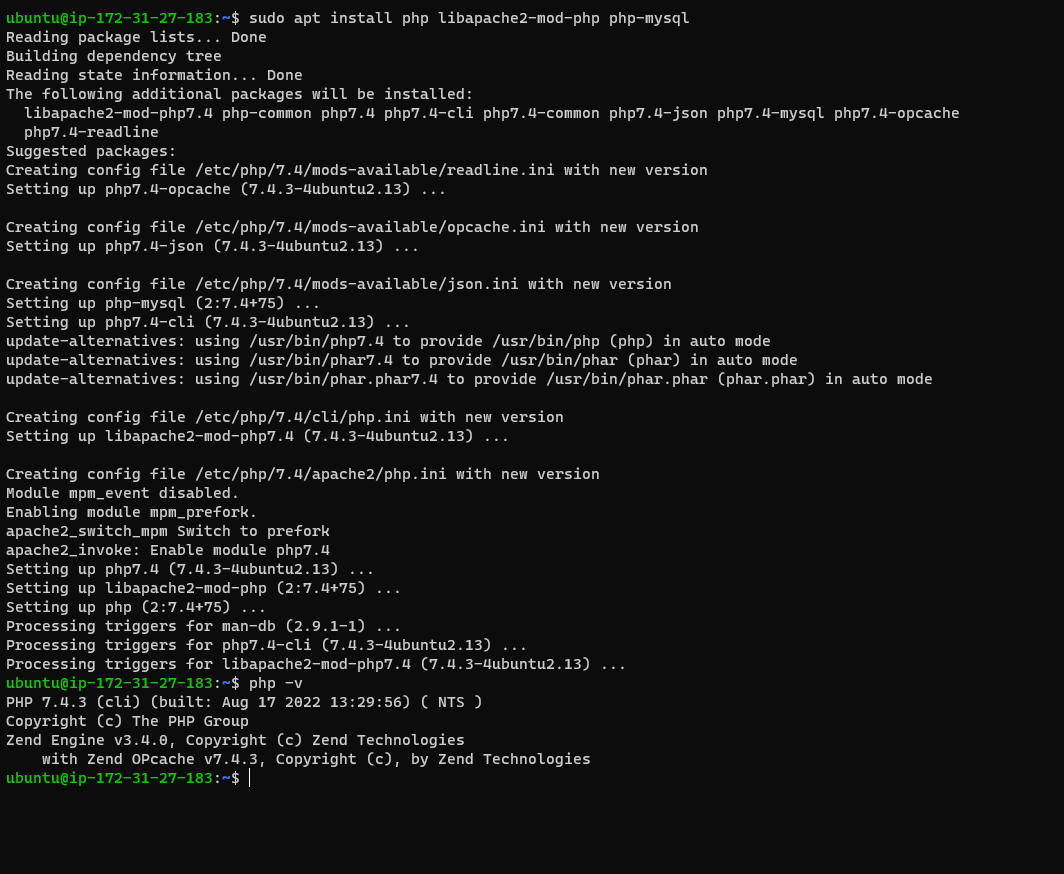 ubuntu@ip-172-31-27-183:~$ sudo apt install php libapache2-mod-php php-mysql
Reading package lists... Done
Building dependency tree
Reading state information... Done
The following additional packages will be installed:
  libapache2-mod-php7.4 php-common php7.4 php7.4-cli php7.4-common php7.4-json php7.4-mysql php7.4-opcache
  php7.4-readline
Suggested packages:
Creating config file /etc/php/7.4/mods-available/readline.ini with new version
Setting up php7.4-opcache (7.4.3-4ubuntu2.13) ...

Creating config file /etc/php/7.4/mods-available/opcache.ini with new version
Setting up php7.4-json (7.4.3-4ubuntu2.13) ...

Creating config file /etc/php/7.4/mods-available/json.ini with new version
Setting up php-mysql (2:7.4+75) ...
Setting up php7.4-cli (7.4.3-4ubuntu2.13) ...
update-alternatives: using /usr/bin/php7.4 to provide /usr/bin/php (php) in auto mode
update-alternatives: using /usr/bin/phar7.4 to provide /usr/bin/phar (phar) in auto mode
update-alternatives: using /usr/bin/phar.phar7.4 to provide /usr/bin/phar.phar (phar.phar) in auto mode

Creating config file /etc/php/7.4/cli/php.ini with new version
Setting up libapache2-mod-php7.4 (7.4.3-4ubuntu2.13) ...

Creating config file /etc/php/7.4/apache2/php.ini with new version
Module mpm_event disabled.
Enabling module mpm_prefork.
apache2_switch_mpm Switch to prefork
apache2_invoke: Enable module php7.4
Setting up php7.4 (7.4.3-4ubuntu2.13) ...
Setting up libapache2-mod-php (2:7.4+75) ...
Setting up php (2:7.4+75) ...
Processing triggers for man-db (2.9.1-1) ...
Processing triggers for php7.4-cli (7.4.3-4ubuntu2.13) ...
Processing triggers for libapache2-mod-php7.4 (7.4.3-4ubuntu2.13) ...
ubuntu@ip-172-31-27-183:~$ php -v
PHP 7.4.3 (cli) (built: Aug 17 2022 13:29:56) ( NTS )
Copyright (c) The PHP Group
Zend Engine v3.4.0, Copyright (c) Zend Technologies
    with Zend OPcache v7.4.3, Copyright (c), by Zend Technologies
ubuntu@ip-172-31-27-183:~$